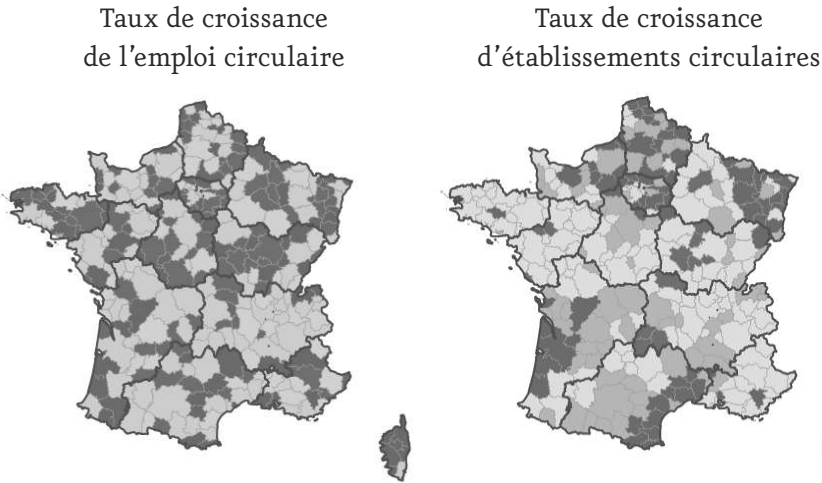 Taux de croissance
de l’emploi circulaire
Taux de croissance
d’établissements circulaires